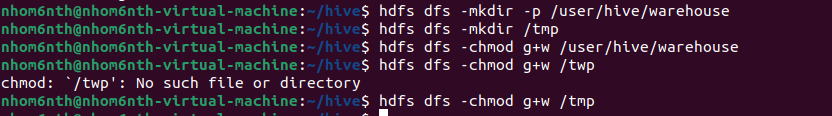 nhom6nth@nhom6nth-virtual-machine:~/hive$ hdfs dfs -mkdir -p /user/hive/warehouse
nhom6nth@nhom6nth-virtual-machine:~/hive$ hdfs dfs -mkdir /tmp
nhom6nth@nhom6nth-virtual-machine:~/hive$ hdfs dfs -chmod g+w /user/hive/warehouse
nhom6nth@nhom6nth-virtual-machine:~/hive$ hdfs dfs -chmod g+w /twp
chmod: `/twp': No such file or directory
nhom6nth@nhom6nth-virtual-machine:~/hive$ hdfs dfs -chmod g+w /tmp